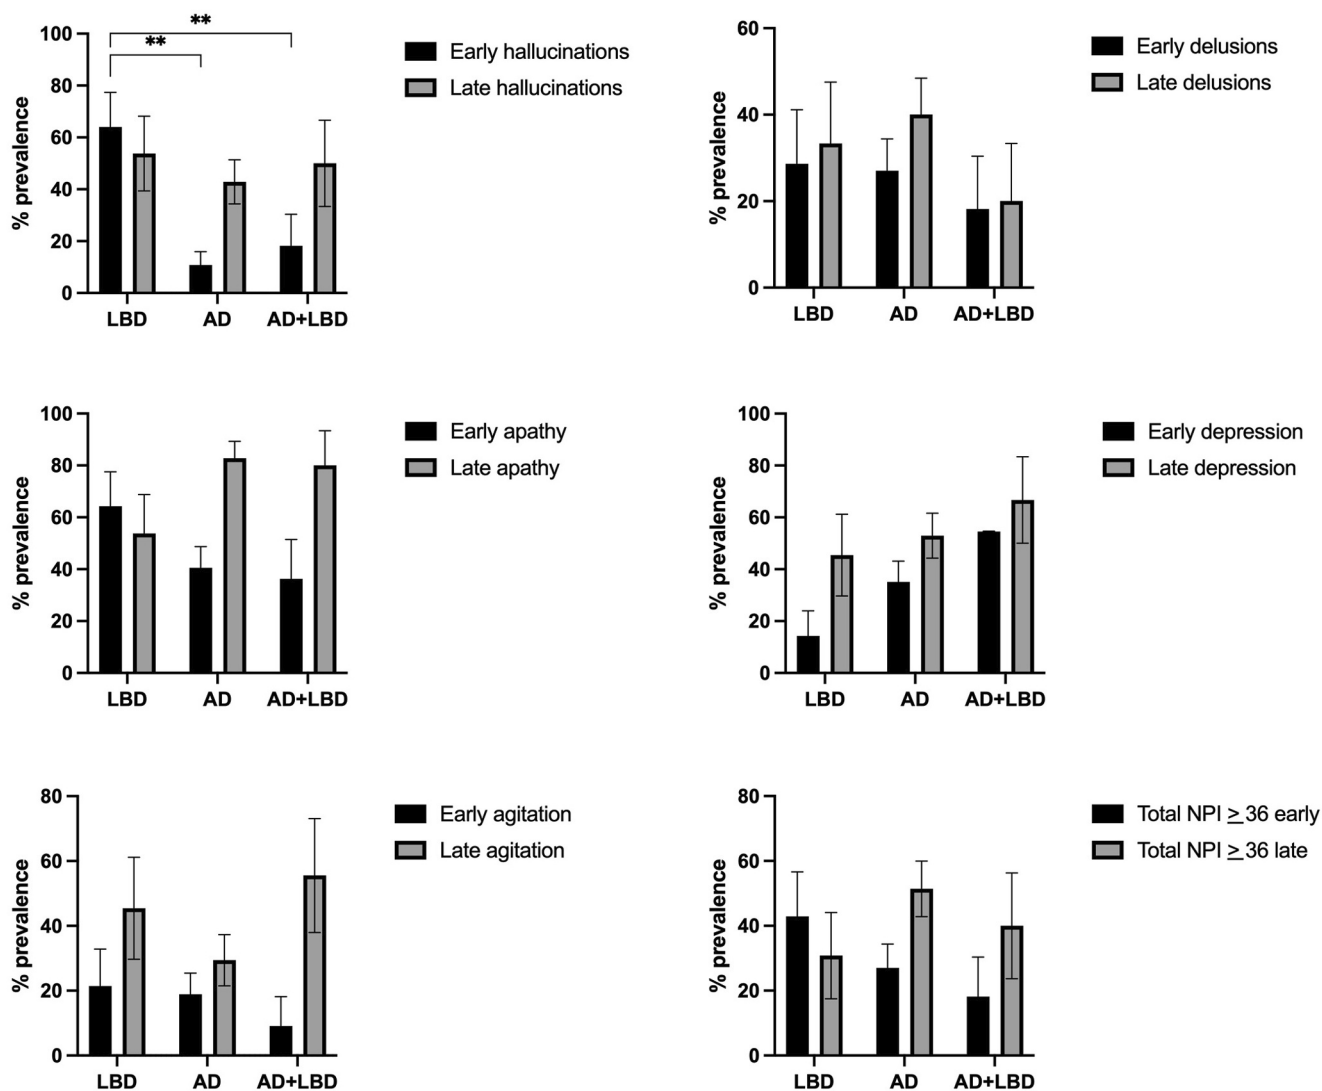 **
**
100
80
60
40
20
0
% prevalence
LBD AD AD+LBD
Early hallucinations
Late hallucinations
60
40
20
0
% prevalence
LBD AD AD+LBD
Early delusions
Late delusions
100
80
60
40
20
0
% prevalence
LBD AD AD+LBD
Early apathy
Late apathy
100
80
60
40
20
0
% prevalence
LBD AD AD+LBD
Early depression
Late depression
80
60
40
20
0
% prevalence
LBD AD AD+LBD
Early agitation
Late agitation
80
60
40
20
0
% prevalence
LBD AD AD+LBD
Total NPI ≥ 36 early
Total NPI ≥ 36 late